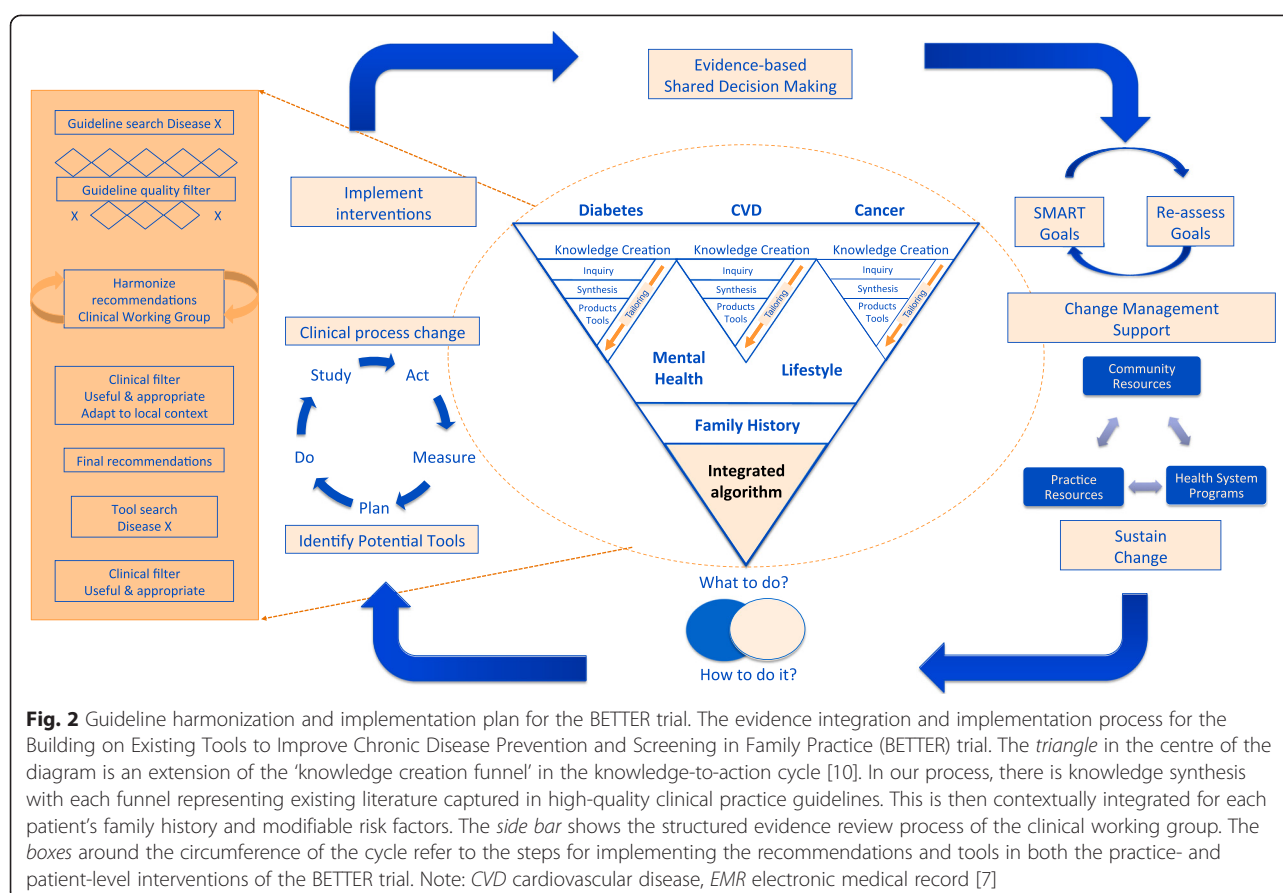 Evidence-based
Shared Decision Making
Guideline search Disease X
Guideline quality filter
X
X
Harmonize
recommendations
Clinical Working Group
Clinical filter
Useful & appropriate
Adapt to local context
Final recommendations
Tool search
Disease X
Clinical filter
Useful & appropriate
Implement
interventions
Clinical process change
Study
Act
Do
Measure
Plan
Identify Potential Tools
Diabetes
CVD
Cancer
Knowledge Creation
Inquiry
Synthesis
Products
Tools
Tailoring
Knowledge Creation
Inquiry
Synthesis
Products
Tools
Tailoring
Knowledge Creation
Inquiry
Synthesis
Products
Tools
Tailoring
Mental
Health
Lifestyle
Family History
Integrated
algorithm
What to do?
How to do it?
SMART
Goals
Re-assess
Goals
Change Management
Support
Community
Resources
Practice
Resources
Health System
Programs
Sustain
Change
Fig. 2 Guideline harmonization and implementation plan for the BETTER trial. The evidence integration and implementation process for the
Building on Existing Tools to Improve Chronic Disease Prevention and Screening in Family Practice (BETTER) trial. The triangle in the centre of the
diagram is an extension of the ‘knowledge creation funnel’ in the knowledge-to-action cycle [10]. In our process, there is knowledge synthesis
with each funnel representing existing literature captured in high-quality clinical practice guidelines. This is then contextually integrated for each
patient’s family history and modifiable risk factors. The side bar shows the structured evidence review process of the clinical working group. The
boxes around the circumference of the cycle refer to the steps for implementing the recommendations and tools in both the practice- and
patient-level interventions of the BETTER trial. Note: CVD cardiovascular disease, EMR electronic medical record [7]